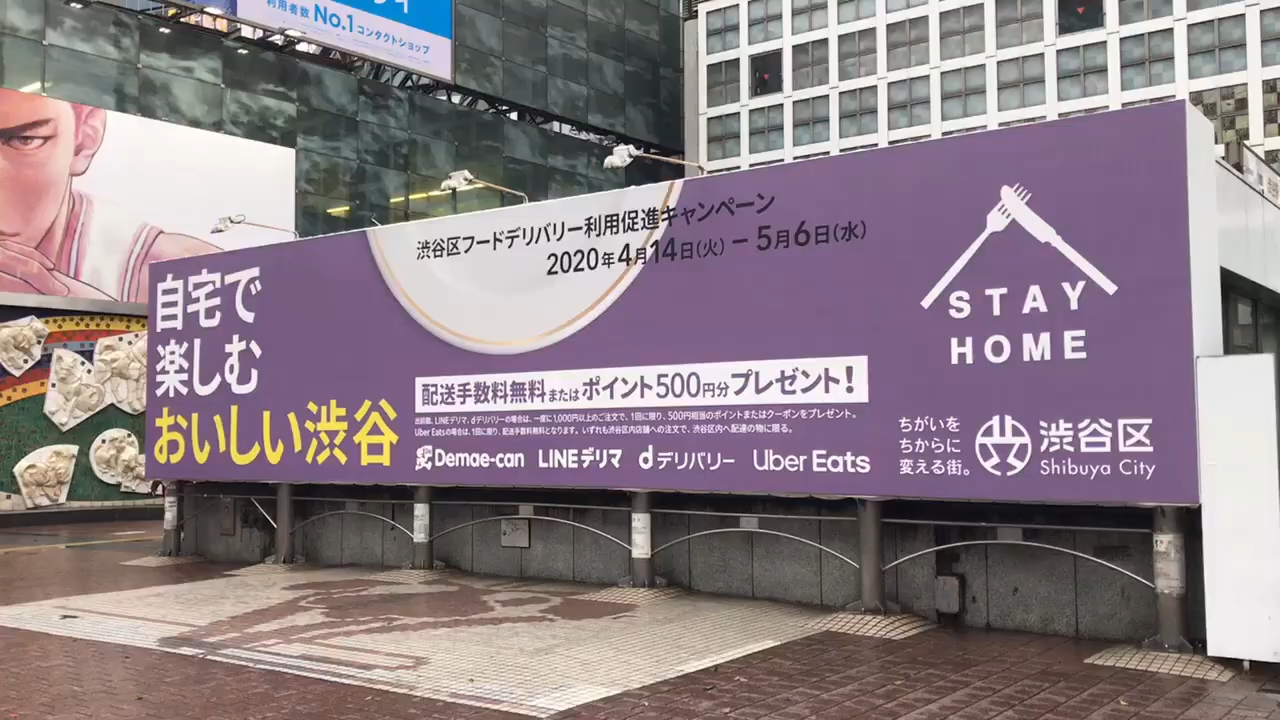 利用者数 No.1 コンタクトショップ
渋谷区フードデリバリー利用促進キャンペーン
2020年4月14日(火) − 5月6日(水)
自宅で
楽しむ
おいしい渋谷
STAY
HOME
配送手数料無料またはポイント500円分プレゼント!
出前館、LINEデリマ、dデリバリーの場合は、一度に1,000円以上のご注文で、1回に限り、500円相当のポイントまたはクーポンをプレゼント。
Uber Eatsの場合は、1回に限り、配送手数料無料となります。いずれも渋谷区内店舗への注文で、渋谷区内へ配達の物に限る。
出前館 Demae-can LINEデリマ dデリバリー Uber Eats
ちがいを
ちからに
変える街。
渋谷区
Shibuya City